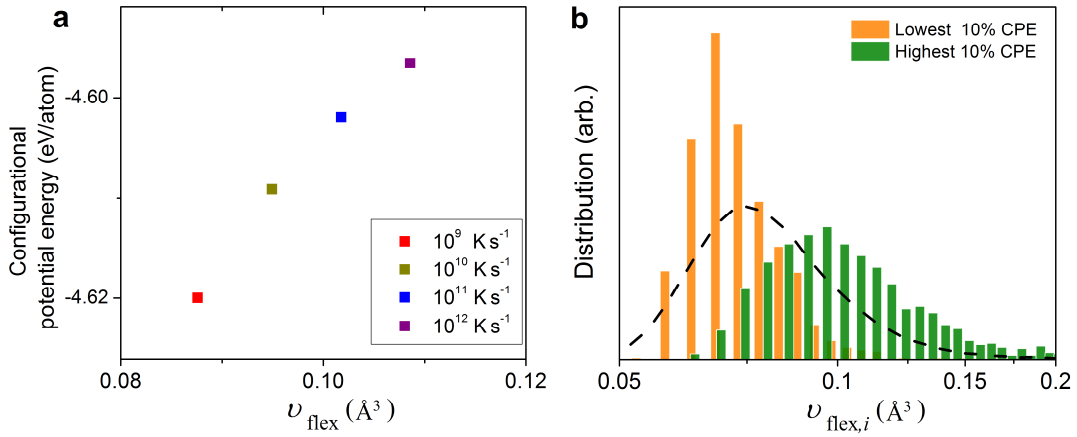 a
Configurational
potential energy (eV/atom)
-4.60
-4.62
10⁹ K s⁻¹
10¹⁰ K s⁻¹
10¹¹ K s⁻¹
10¹² K s⁻¹
0.08
0.10
0.12
υ flex (Å³)
b
Lowest 10% CPE
Highest 10% CPE
Distribution (arb.)
0.05
0.1
0.15
0.2
υ flex,i (Å³)